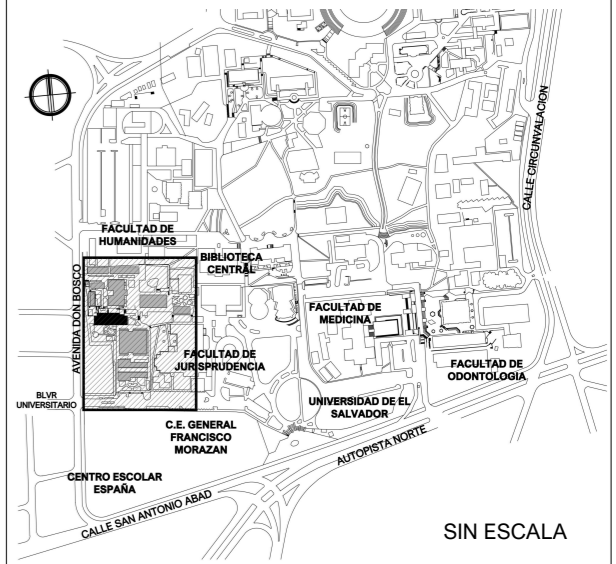 CALLE CIRCUNVALACION
FACULTAD DE
HUMANIDADES
BIBLIOTECA
CENTRAL
AVENIDA DON BOSCO
FACULTAD DE
MEDICINA
FACULTAD DE
JURISPRUDENCIA
FACULTAD DE
ODONTOLOGÍA
BLVR
UNIVERSITARIO
UNIVERSIDAD DE EL
SALVADOR
C.E. GENERAL
FRANCISCO
MORAZAN
AUTOPISTA NORTE
CENTRO ESCOLAR
ESPAÑA
CALLE SAN ANTONIO ABAD
SIN ESCALA